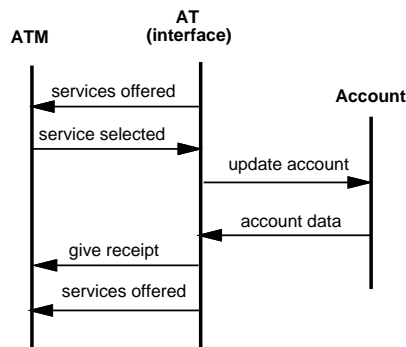 ATM
AT
(interface)
Account
services offered
service selected
update account
account data
give receipt
services offered